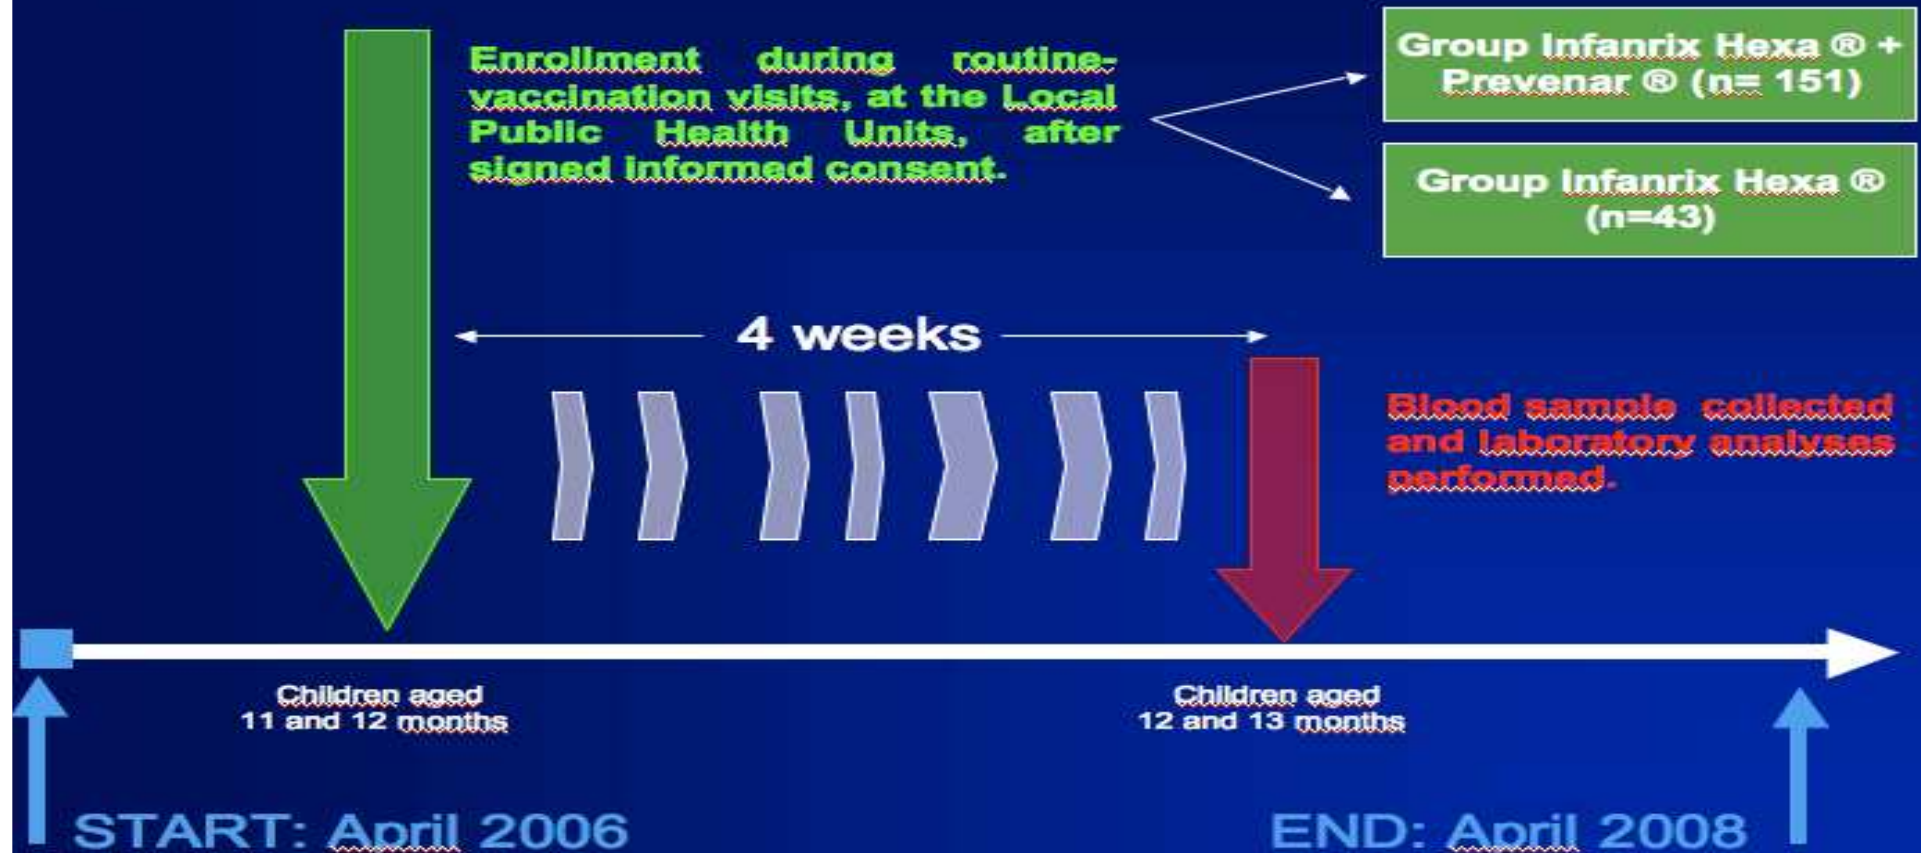 Enrollment during routine-
vaccination visits, at the Local
Public Health Units, after
signed informed consent.
Group Infanrix Hexa ® +
Prevenar ® (n= 151)
Group Infanrix Hexa ®
(n=43)
4 weeks
Blood sample collected
and laboratory analyses
performed.
Children aged
11 and 12 months
Children aged
12 and 13 months
START: April 2006
END: April 2008